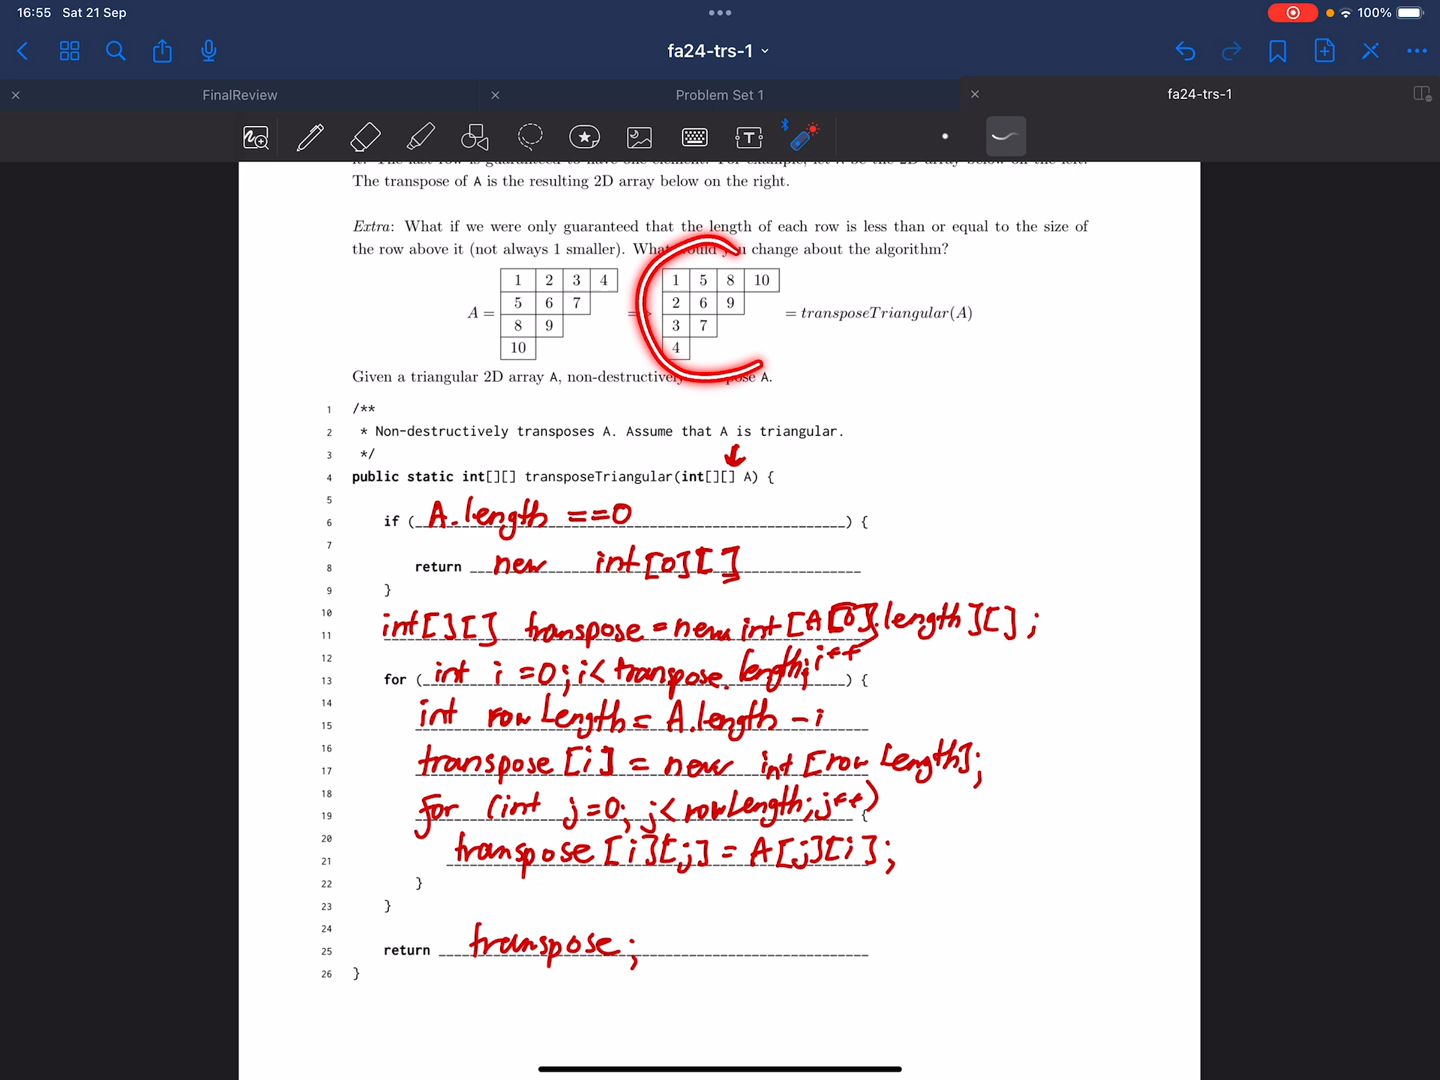 16:55 Sat 21 Sep
100%
fa24-trs-1
FinalReview
Problem Set 1
fa24-trs-1
The transpose of A is the resulting 2D array below on the right.
Extra: What if we were only guaranteed that the length of each row is less than or equal to the size of
the row above it (not always 1 smaller). What would you change about the algorithm?
1 2 3 4
5 6 7
8 9
10
A =
1 5 8 10
2 6 9
3 7
4
= transposeTriangular(A)
Given a triangular 2D array A, non-destructively transpose A.
1 /**
2 * Non-destructively transposes A. Assume that A is triangular.
3 */
4 public static int[][] transposeTriangular(int[][] A) {
5
6 if ( A.length ==0 ) {
7
8 return new int[0][]
9 }
10
11 int[][] transpose = new int [A[0].length][];
12
13 for ( int i =0; i< transpose.length; i++ ) {
14
15 int rowLength = A.length - i
16
17 transpose [i] = new int [rowLength];
18
19 for (int j=0; j< rowLength; j++) {
20
21 transpose [i][j] = A[j][i];
22 }
23 }
24
25 return transpose;
26 }